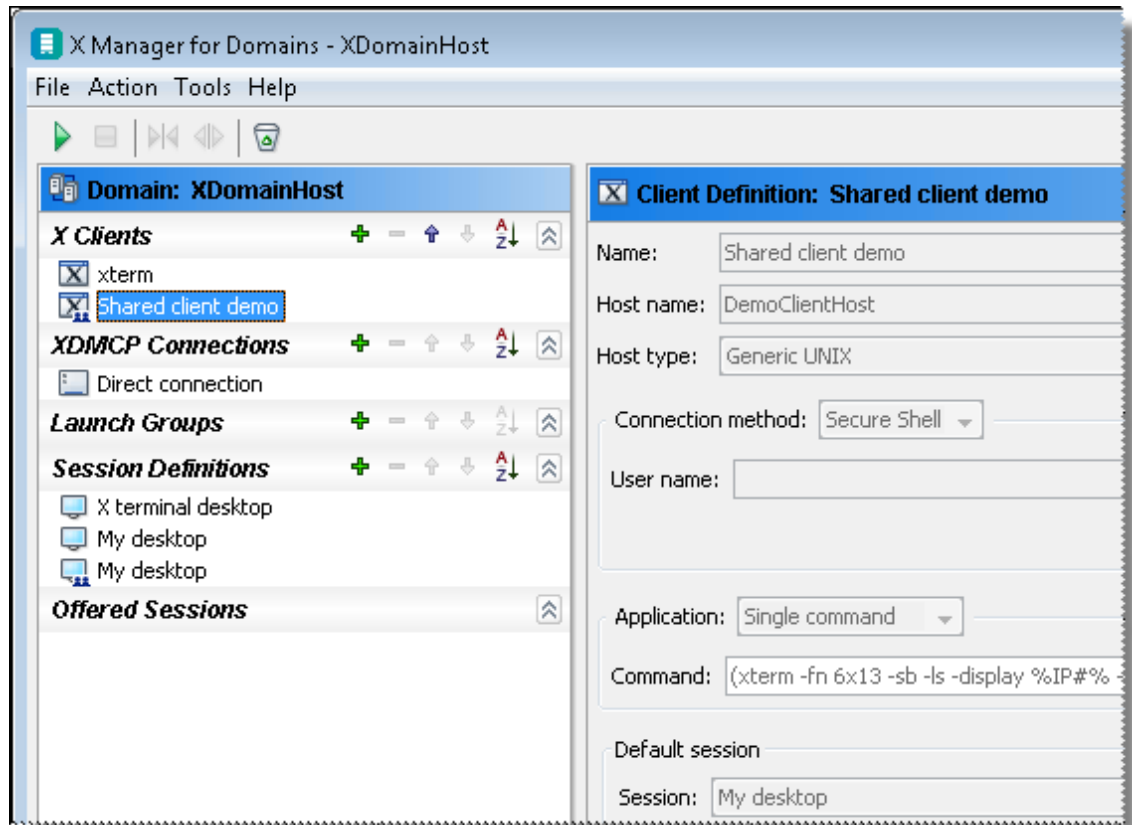 X Manager for Domains - XDomainHost
File Action Tools Help
Domain: XDomainHost
X Clients
xterm
Shared client demo
XDMCP Connections
Direct connection
Launch Groups
Session Definitions
X terminal desktop
My desktop
My desktop
Offered Sessions
Client Definition: Shared client demo
Name: Shared client demo
Host name: DemoClientHost
Host type: Generic UNIX
Connection method: Secure Shell
User name:
Application: Single command
Command: (xterm -fn 6x13 -sb -ls -display %IP#% -
Default session
Session: My desktop